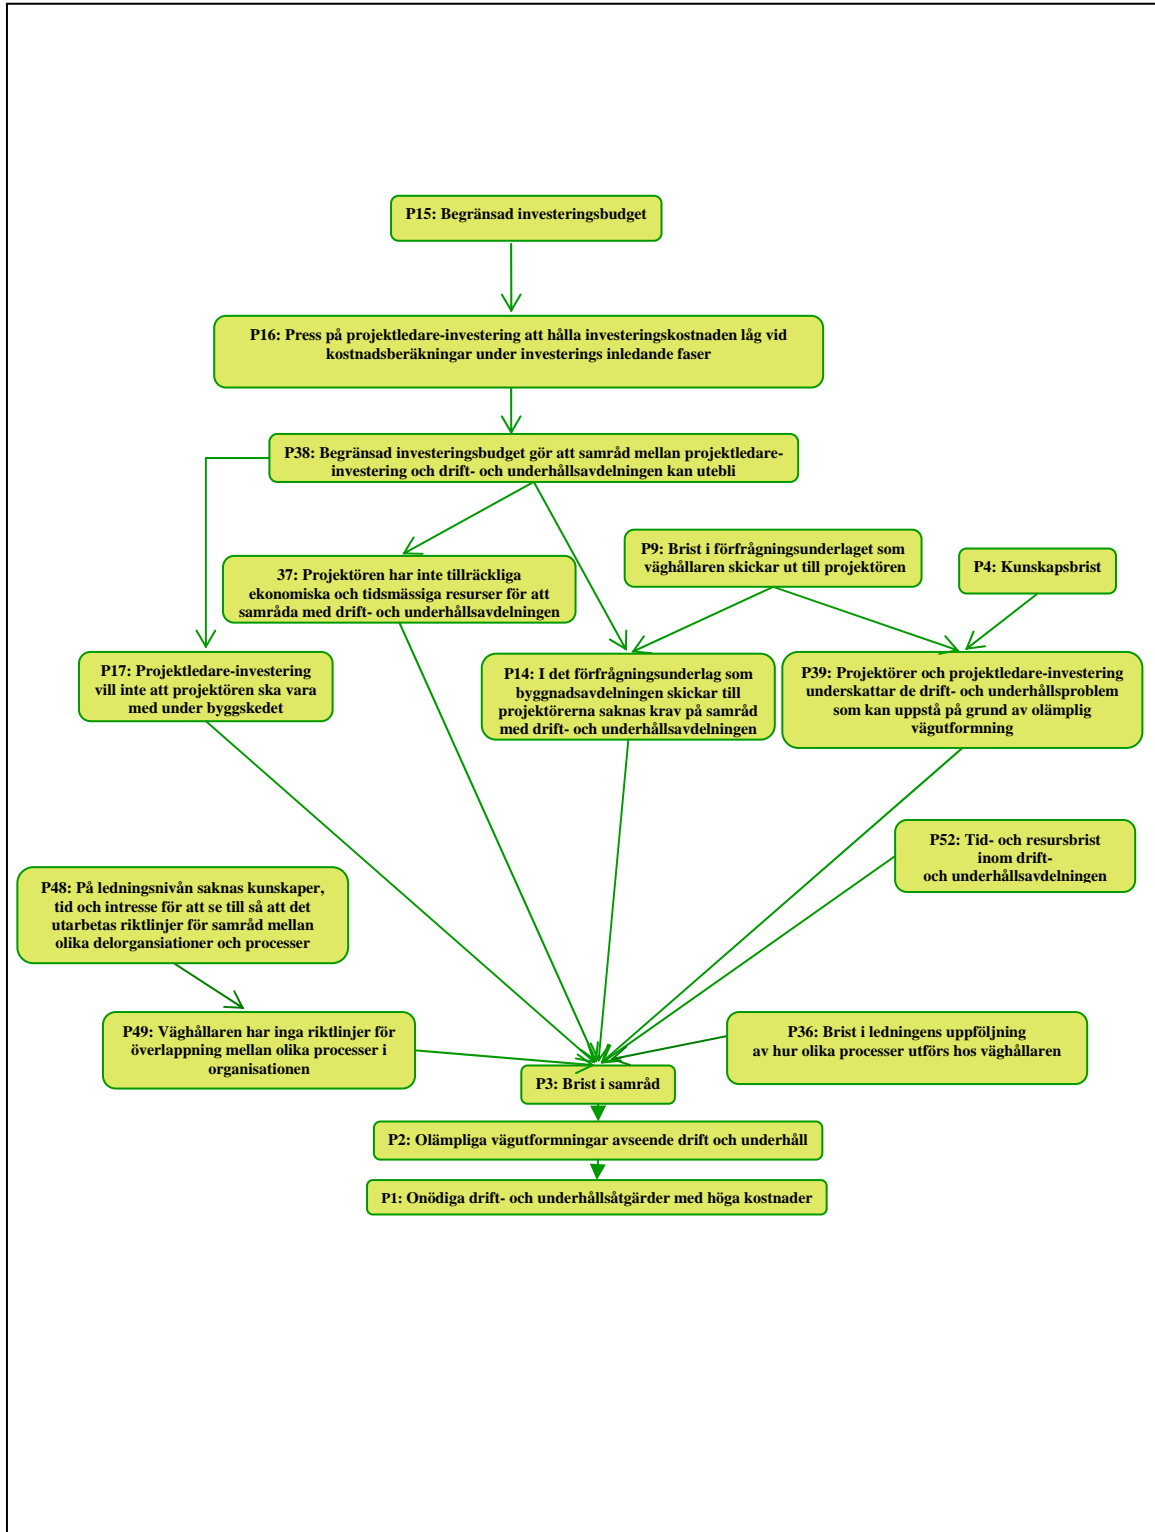 P15: Begränsad investeringsbudget
P16: Press på projektledare-investering att hålla investeringskostnaden låg vid
kostnadsberäkningar under investerings inledande faser
P38: Begränsad investeringsbudget gör att samråd mellan projektledare-
investering och drift- och underhållsavdelningen kan utebli
P9: Brist i förfrågningsunderlaget som
väghållaren skickar ut till projektören
P4: Kunskapsbrist
37: Projektören har inte tillräckliga
ekonomiska och tidsmässiga resurser för att
samråda med drift- och underhållsavdelningen
P17: Projektledare-investering
vill inte att projektören ska vara
med under byggskedet
P14: I det förfrågningsunderlag som
byggnadsavdelningen skickar till
projektörerna saknas krav på samråd
med drift- och underhållsavdelningen
P39: Projektörer och projektledare-investering
underskattar de drift- och underhållsproblem
som kan uppstå på grund av olämplig
vägutformning
P52: Tid- och resursbrist
inom drift-
och underhållsavdelningen
P48: På ledningsnivån saknas kunskaper,
tid och intresse för att se till så att det
utarbetas riktlinjer för samråd mellan
olika delorgansiationer och processer
P49: Väghållaren har inga riktlinjer för
överlappning mellan olika processer i
organisationen
P36: Brist i ledningens uppföljning
av hur olika processer utförs hos väghållaren
P3: Brist i samråd
P2: Olämpliga vägutformningar avseende drift och underhåll
P1: Onödiga drift- och underhållsåtgärder med höga kostnader